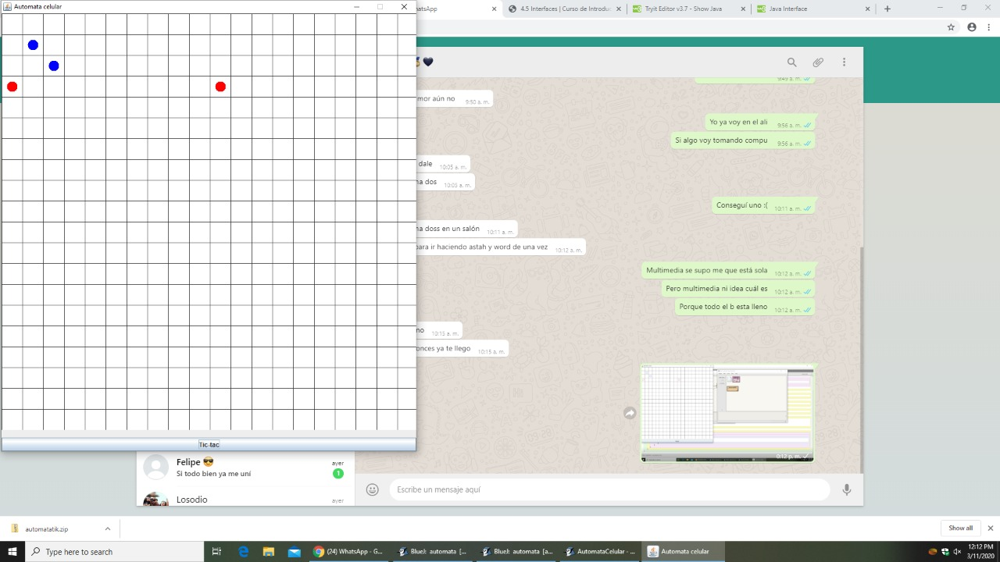 Automata celular
atsApp
4.5 Interfaces | Curso de Introduc
Tryit Editor v3.7 - Show Java
Java Interface
9:49 a. m.
mor aún no 9:50 a. m.
Yo ya voy en el ali 9:56 a. m.
Si algo voy tomando compu 9:56 a. m.
dale 10:05 a. m.
na dos 10:05 a. m.
Conseguí uno :( 10:11 a. m.
na doss en un salón 10:11 a. m.
para ir haciendo astah y word de una vez 10:12 a. m.
Multimedia se supo me que está sola 10:12 a. m.
Pero multimedia ni idea cuál es 10:12 a. m.
Porque todo el b esta lleno 10:12 a. m.
no 10:15 a. m.
onces ya te llego 10:15 a. m.
Tic-tac
Felipe 😎 ayer
Si todo bien ya me uní 1
Losodio ayer
Escribe un mensaje aquí
automatatik.zip
Show all
Type here to search
(24) WhatsApp - G...
BlueJ: automata [...
BlueJ: automata [a...
AutomataCelular - ...
Automata celular
12:12 PM
3/11/2020